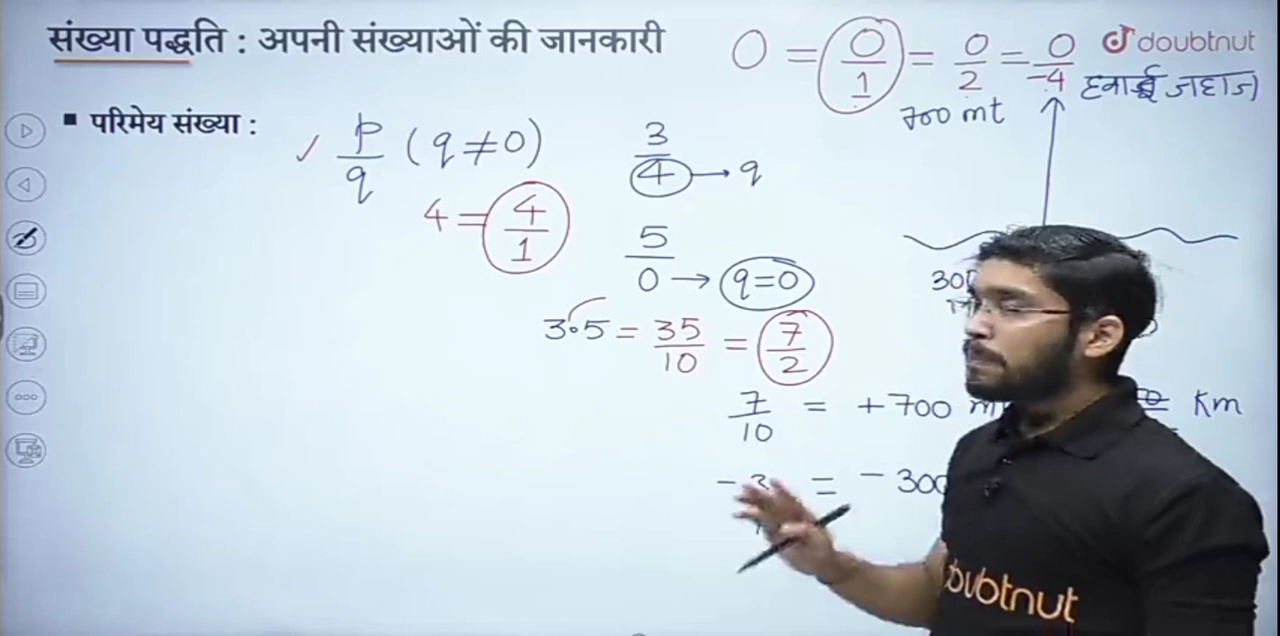 संख्या पद्धति : अपनी संख्याओं की जानकारी
0 = 0/1 = 0/2 = 0/-4
doubtnut
हवाई जहाज
700 mt
परिमेय संख्या :
p/q (q ≠ 0)
3/4 → q
4 = 4/1
5/0 → q=0
300
3.5 = 35/10 = 7/2
7/10 = +700 Km
= -300
doubtnut